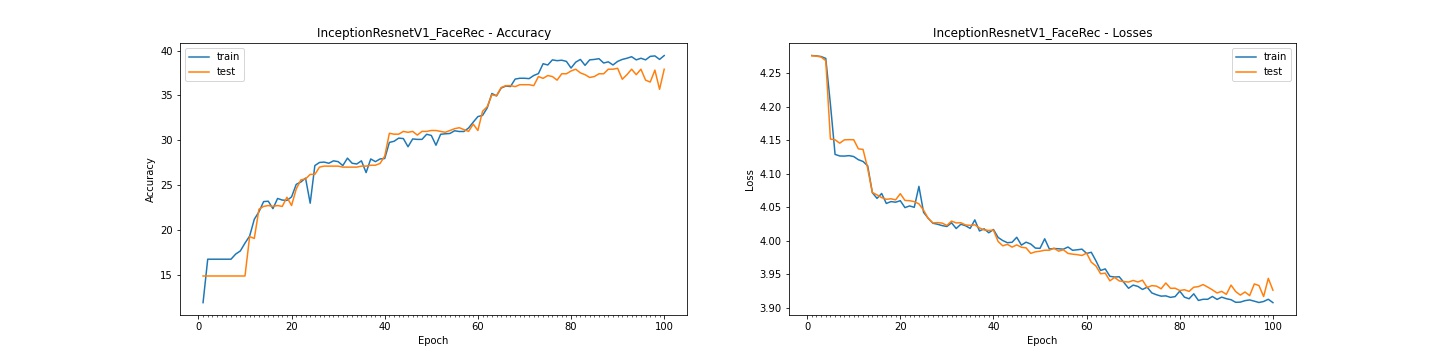 InceptionResnetV1_FaceRec - Accuracy
train
test
40
35
30
25
20
15
Accuracy
0
20
40
60
80
100
Epoch
InceptionResnetV1_FaceRec - Losses
train
test
4.25
4.20
4.15
4.10
4.05
4.00
3.95
3.90
Loss
0
20
40
60
80
100
Epoch